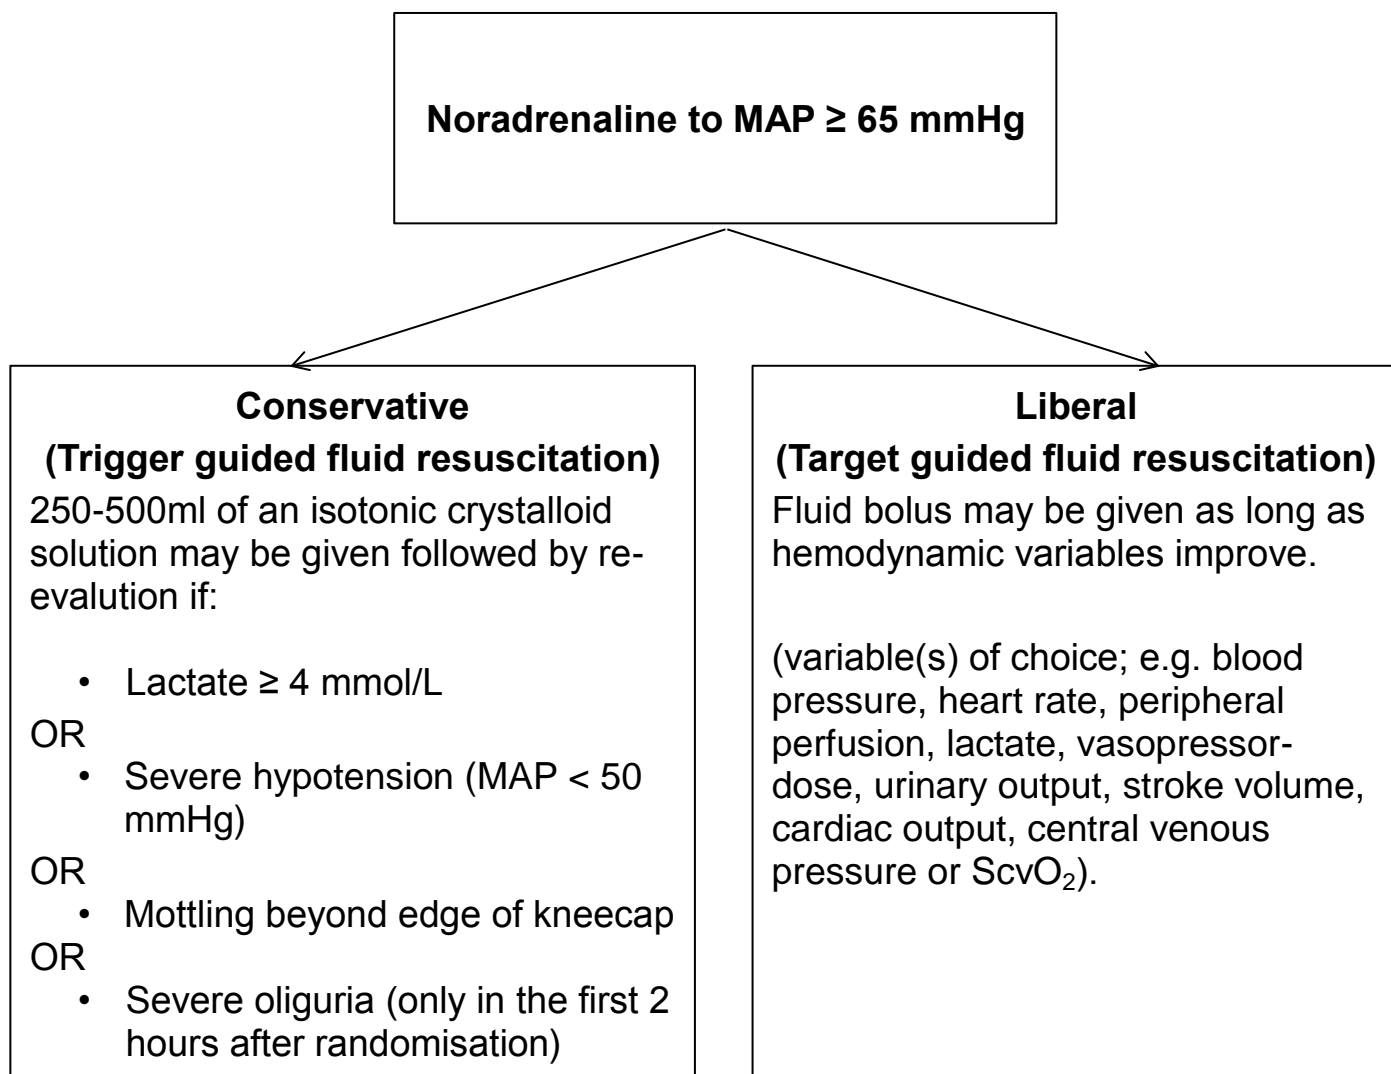 Noradrenaline to MAP ≥ 65 mmHg
Conservative
(Trigger guided fluid resuscitation)
250-500ml of an isotonic crystalloid
solution may be given followed by re-
evalution if:
• Lactate ≥ 4 mmol/L
OR
• Severe hypotension (MAP < 50
mmHg)
OR
• Mottling beyond edge of kneecap
OR
• Severe oliguria (only in the first 2
hours after randomisation)
Liberal
(Target guided fluid resuscitation)
Fluid bolus may be given as long as
hemodynamic variables improve.
(variable(s) of choice; e.g. blood
pressure, heart rate, peripheral
perfusion, lactate, vasopressor-
dose, urinary output, stroke volume,
cardiac output, central venous
pressure or ScvO₂).